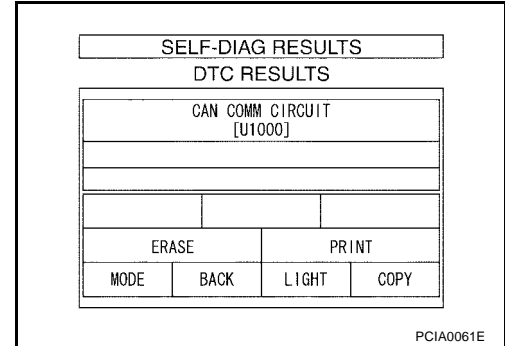 SELF-DIAG RESULTS
DTC RESULTS
CAN COMM CIRCUIT
[U1000]
ERASE PRINT
MODE BACK LIGHT COPY
PCIA0061E